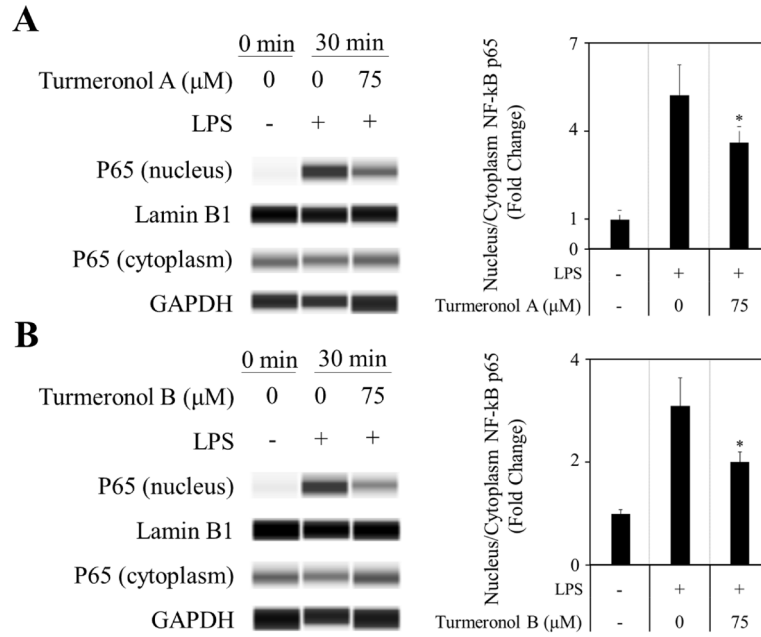 A
0 min 30 min
Turmeronol A (μM) 0 0 75
LPS - + +
P65 (nucleus)
Lamin B1
P65 (cytoplasm)
GAPDH
Nucleus/Cytoplasm NF-kB p65
(Fold Change)
7
4
1
0
*
LPS - + +
Turmeronol A (μM) - 0 75
B
0 min 30 min
Turmeronol B (μM) 0 0 75
LPS - + +
P65 (nucleus)
Lamin B1
P65 (cytoplasm)
GAPDH
Nucleus/Cytoplasm NF-kB p65
(Fold Change)
4
2
0
*
LPS - + +
Turmeronol B (μM) - 0 75